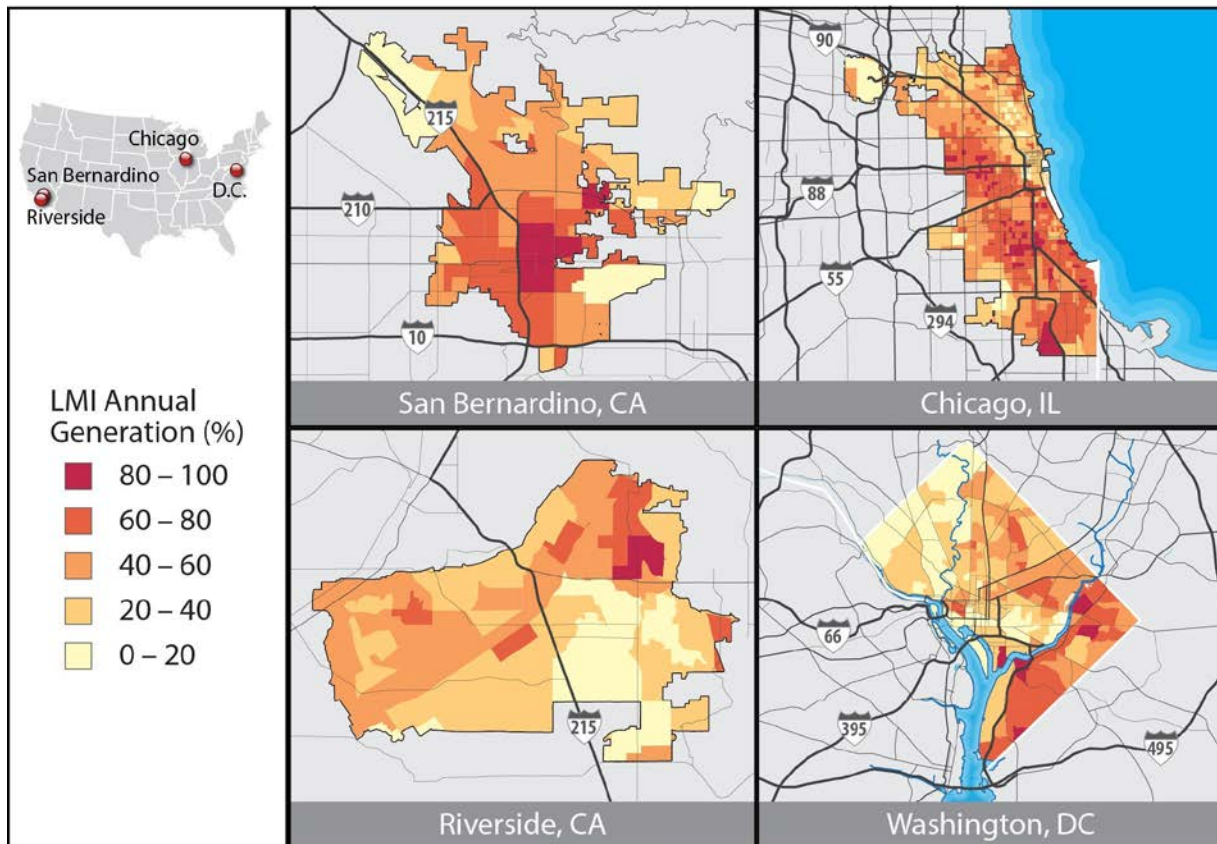 Chicago
San Bernardino
D.C.
Riverside
LMI Annual
Generation (%)
80 – 100
60 – 80
40 – 60
20 – 40
0 – 20
215
210
10
San Bernardino, CA
90
88
55
294
Chicago, IL
215
Riverside, CA
66
395
495
Washington, DC